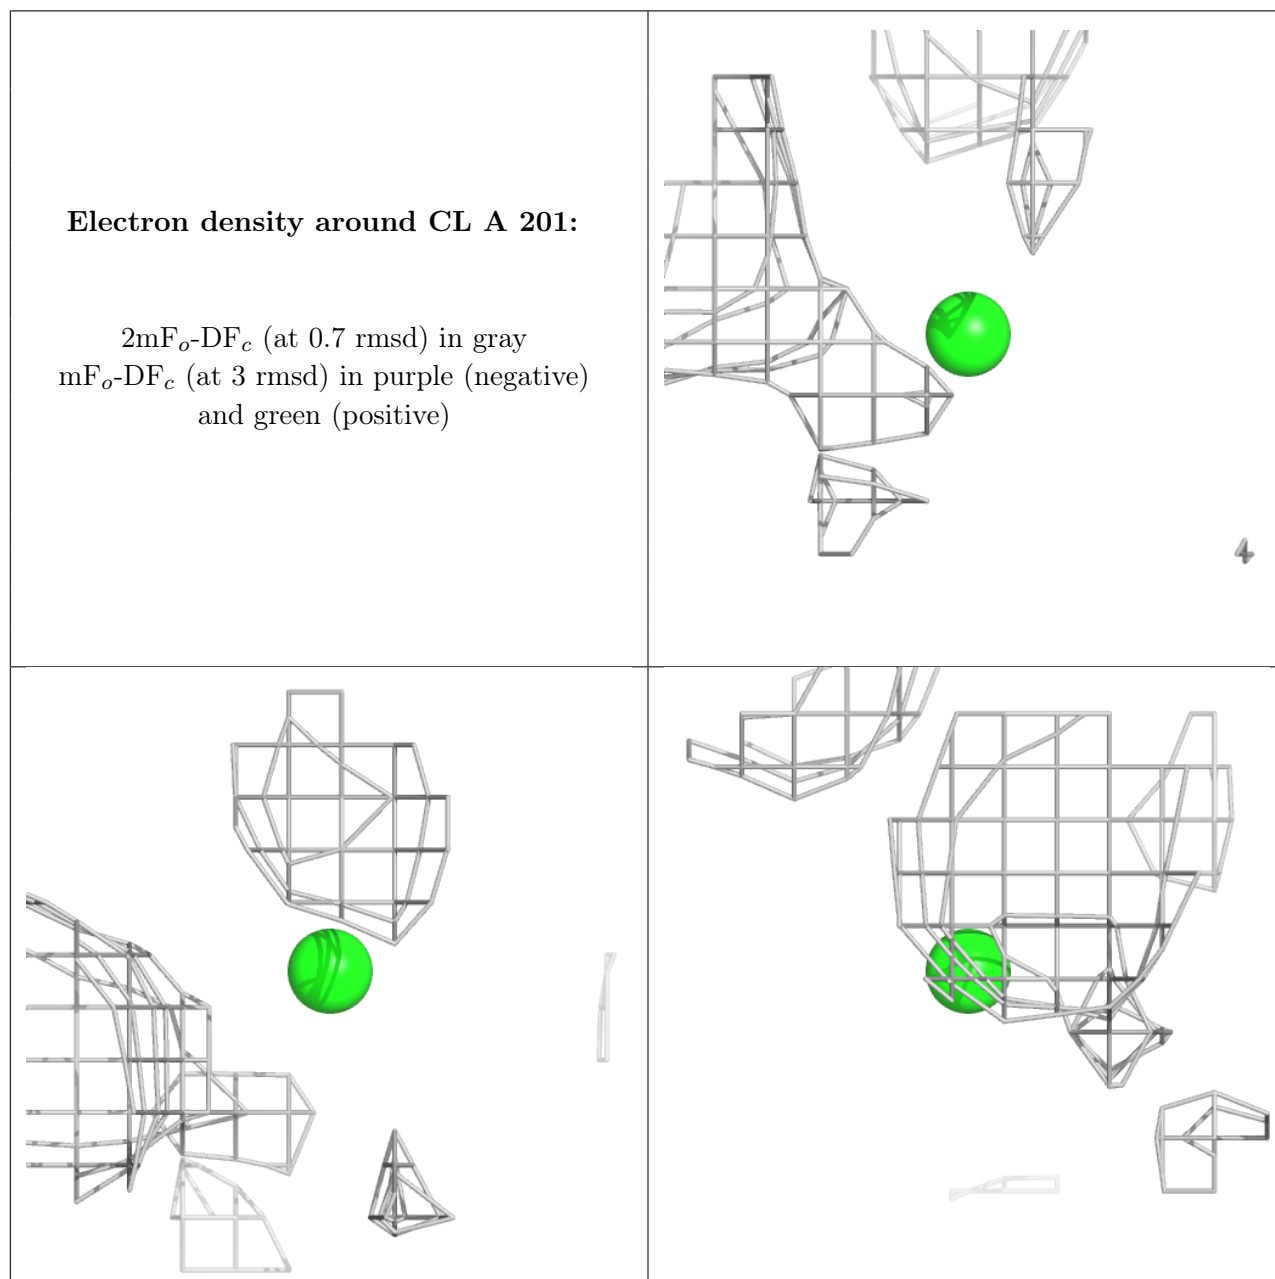 Electron density around CL A 201:
2mFo-DFc (at 0.7 rmsd) in gray
mFo-DFc (at 3 rmsd) in purple (negative)
and green (positive)